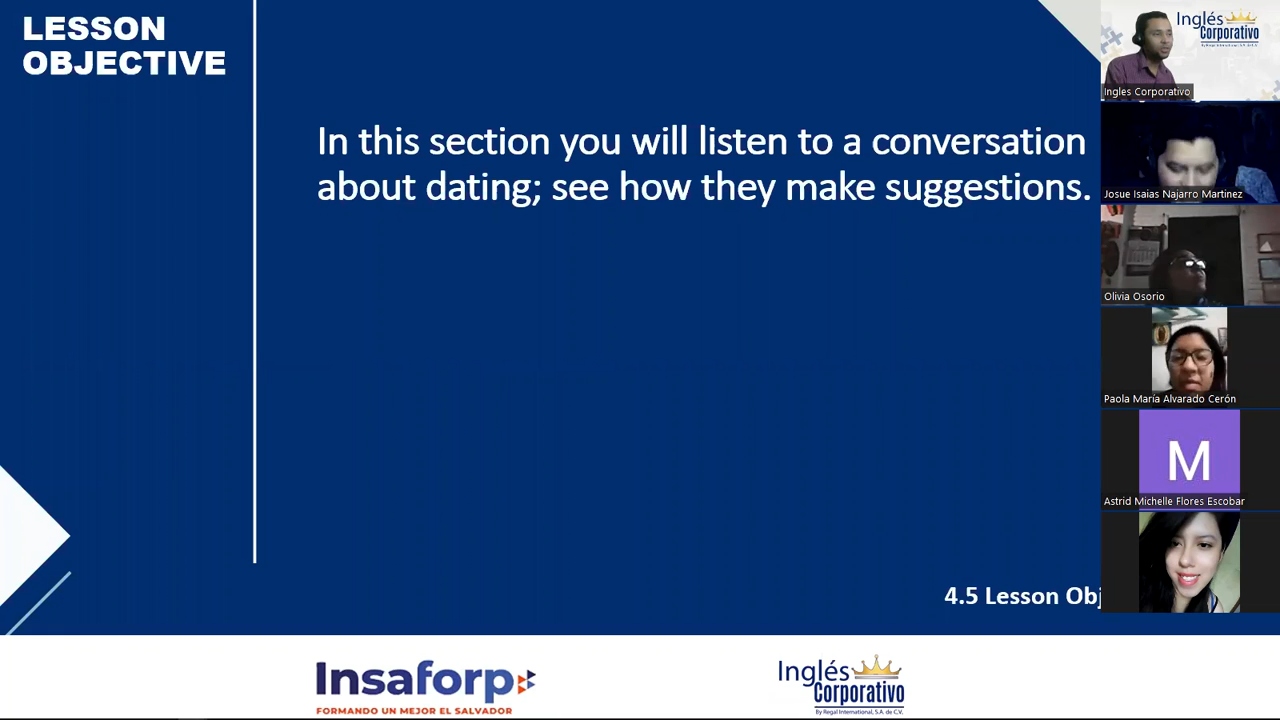 LESSON
OBJECTIVE
In this section you will listen to a conversation
about dating; see how they make suggestions.
4.5 Lesson Obj
Insaforp
FORMANDO UN MEJOR EL SALVADOR
Inglés
Corporativo
By Regal International, S.A. de C.V.
Inglés
Corporativo
Ingles Corporativo
Josue Isaias Najarro Martinez
Olivia Osorio
Paola María Alvarado Cerón
M
Astrid Michelle Flores Escobar